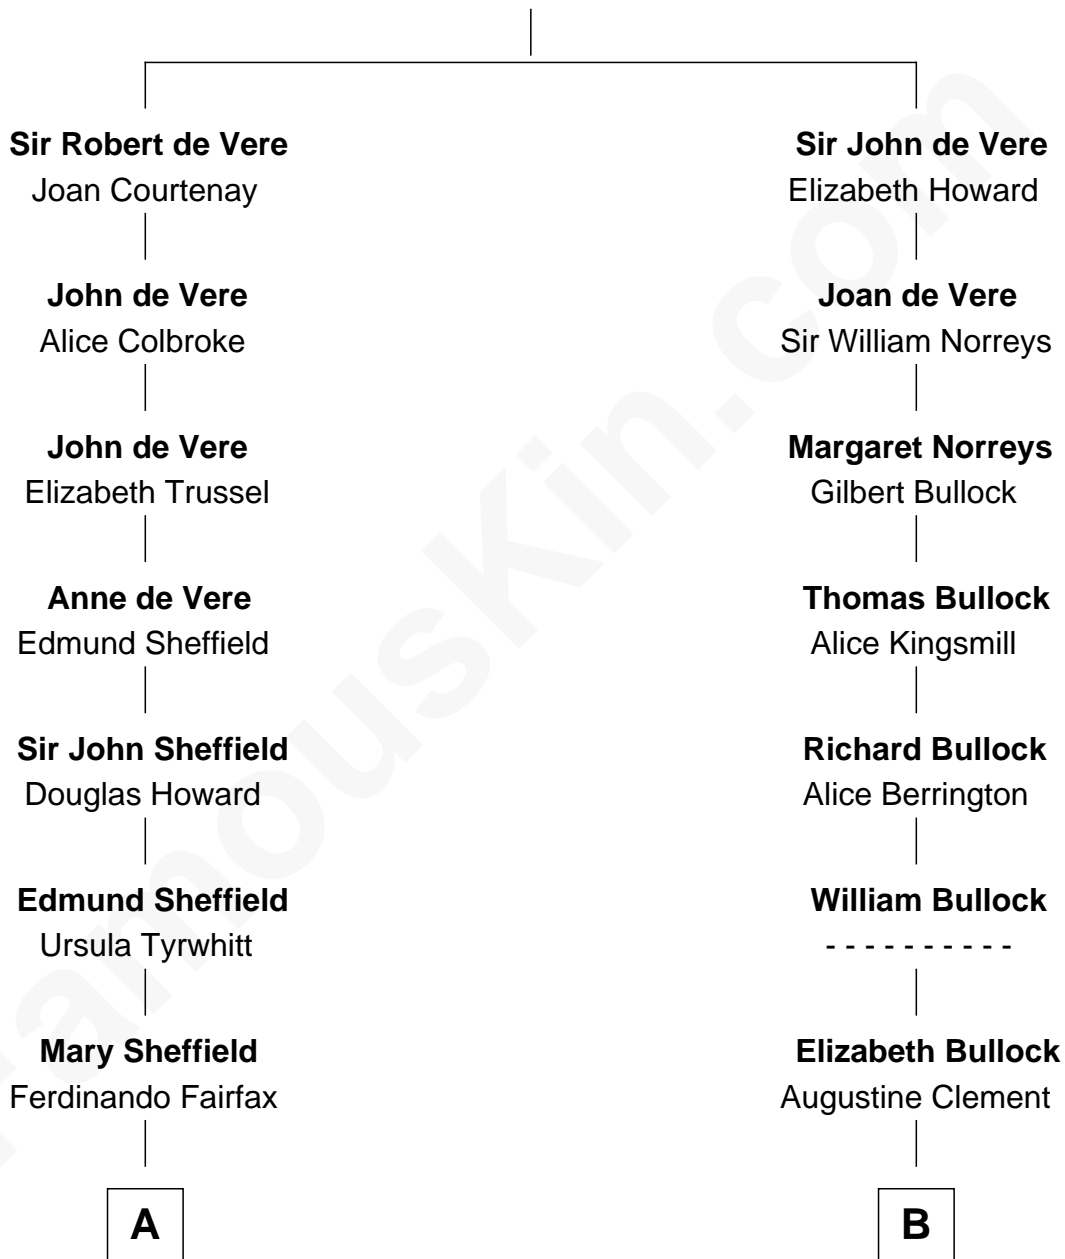 Sir Robert de Vere
Joan Courtenay
John de Vere
Alice Colbroke
John de Vere
Elizabeth Trussel
Anne de Vere
Edmund Sheffield
Sir John Sheffield
Douglas Howard
Edmund Sheffield
Ursula Tyrwhitt
Mary Sheffield
Ferdinando Fairfax
A
Sir John de Vere
Elizabeth Howard
Joan de Vere
Sir William Norreys
Margaret Norreys
Gilbert Bullock
Thomas Bullock
Alice Kingsmill
Richard Bullock
Alice Berrington
William Bullock
- - - - - - - - - -
Elizabeth Bullock
Augustine Clement
B
FamousKin.com